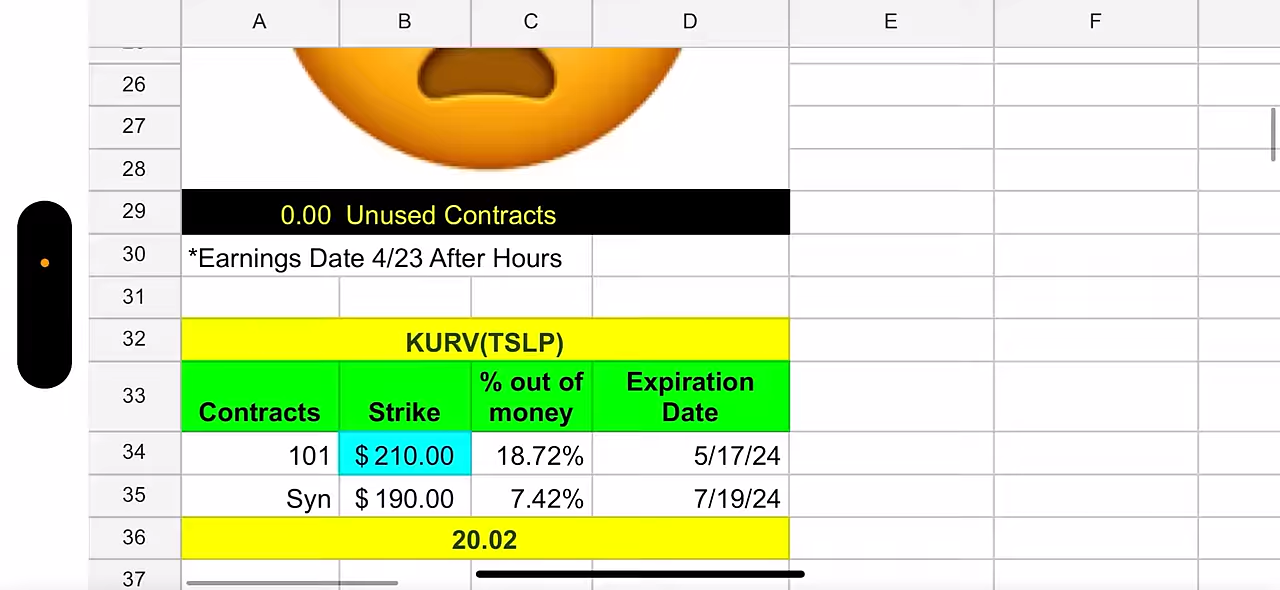 A B C D E F
26
27
28
29 0.00 Unused Contracts
30 *Earnings Date 4/23 After Hours
31
32 KURV(TSLP)
33 Contracts Strike % out of money Expiration Date
34 101 $ 210.00 18.72% 5/17/24
35 Syn $ 190.00 7.42% 7/19/24
36 20.02
37